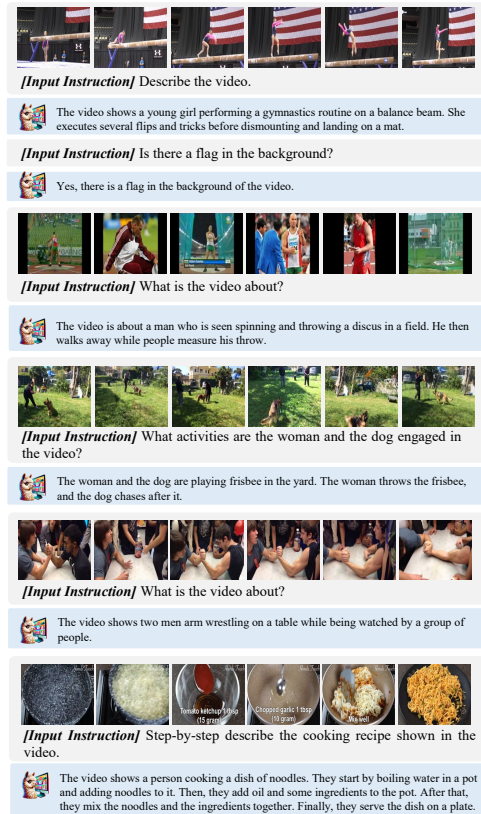 [Input Instruction] Describe the video.
The video shows a young girl performing a gymnastics routine on a balance beam. She
executes several flips and tricks before dismounting and landing on a mat.
[Input Instruction] Is there a flag in the background?
Yes, there is a flag in the background of the video.
[Input Instruction] What is the video about?
The video is about a man who is seen spinning and throwing a discus in a field. He then
walks away while people measure his throw.
[Input Instruction] What activities are the woman and the dog engaged in
the video?
The woman and the dog are playing frisbee in the yard. The woman throws the frisbee,
and the dog chases after it.
[Input Instruction] What is the video about?
The video shows two men arm wrestling on a table while being watched by a group of
people.
Tomato ketchup 1 tbsp
(15 gram)
Chopped garlic 1 tbsp
(10 gram)
Mix well
[Input Instruction] Step-by-step describe the cooking recipe shown in the
video.
The video shows a person cooking a dish of noodles. They start by boiling water in a pot
and adding noodles to it. Then, they add oil and some ingredients to the pot. After that,
they mix the noodles and the ingredients together. Finally, they serve the dish on a plate.